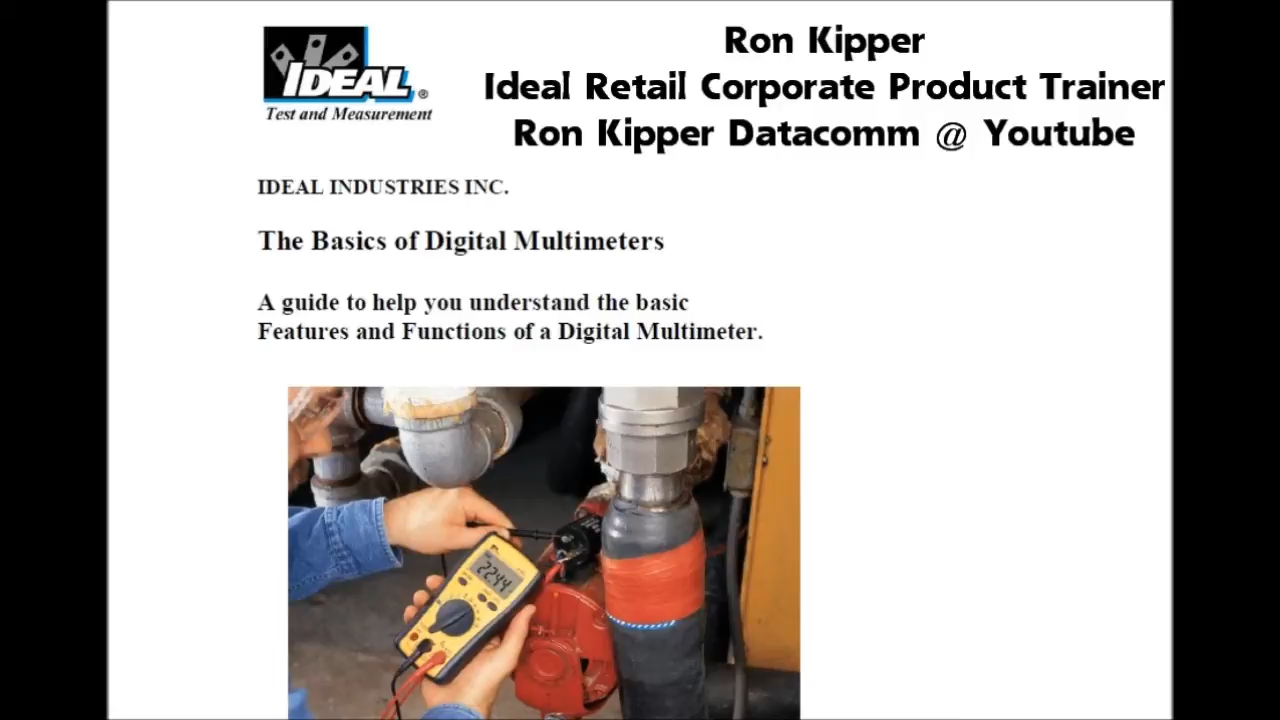 IDEAL®
Test and Measurement
Ron Kipper
Ideal Retail Corporate Product Trainer
Ron Kipper Datacomm @ Youtube
IDEAL INDUSTRIES INC.
The Basics of Digital Multimeters
A guide to help you understand the basic
Features and Functions of a Digital Multimeter.
2244